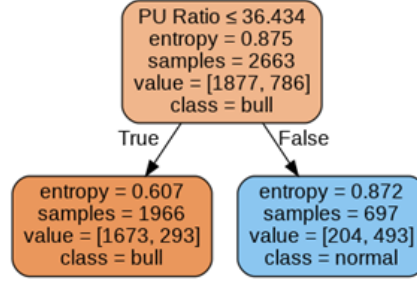 PU Ratio ≤ 36.434
entropy = 0.875
samples = 2663
value = [1877, 786]
class = bull
True
False
entropy = 0.607
samples = 1966
value = [1673, 293]
class = bull
entropy = 0.872
samples = 697
value = [204, 493]
class = normal